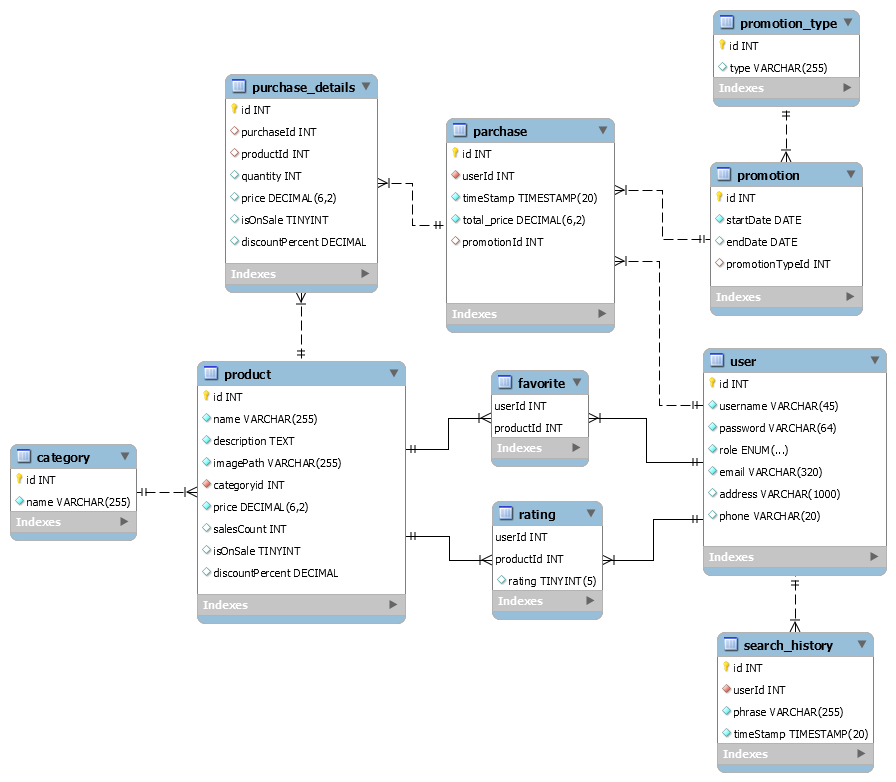 promotion_type
id INT
type VARCHAR(255)
Indexes
purchase_details
id INT
purchaseId INT
productId INT
quantity INT
price DECIMAL(6,2)
isOnSale TINYINT
discountPercent DECIMAL
Indexes
parchase
id INT
userId INT
timeStamp TIMESTAMP(20)
total_price DECIMAL(6,2)
promotionId INT
Indexes
promotion
id INT
startDate DATE
endDate DATE
promotionTypeId INT
Indexes
product
id INT
name VARCHAR(255)
description TEXT
imagePath VARCHAR(255)
categoryid INT
price DECIMAL(6,2)
salesCount INT
isOnSale TINYINT
discountPercent DECIMAL
Indexes
favorite
userId INT
productId INT
Indexes
user
id INT
username VARCHAR(45)
password VARCHAR(64)
role ENUM(...)
email VARCHAR(320)
address VARCHAR(1000)
phone VARCHAR(20)
Indexes
category
id INT
name VARCHAR(255)
Indexes
rating
userId INT
productId INT
rating TINYINT(5)
Indexes
search_history
id INT
userId INT
phrase VARCHAR(255)
timeStamp TIMESTAMP(20)
Indexes